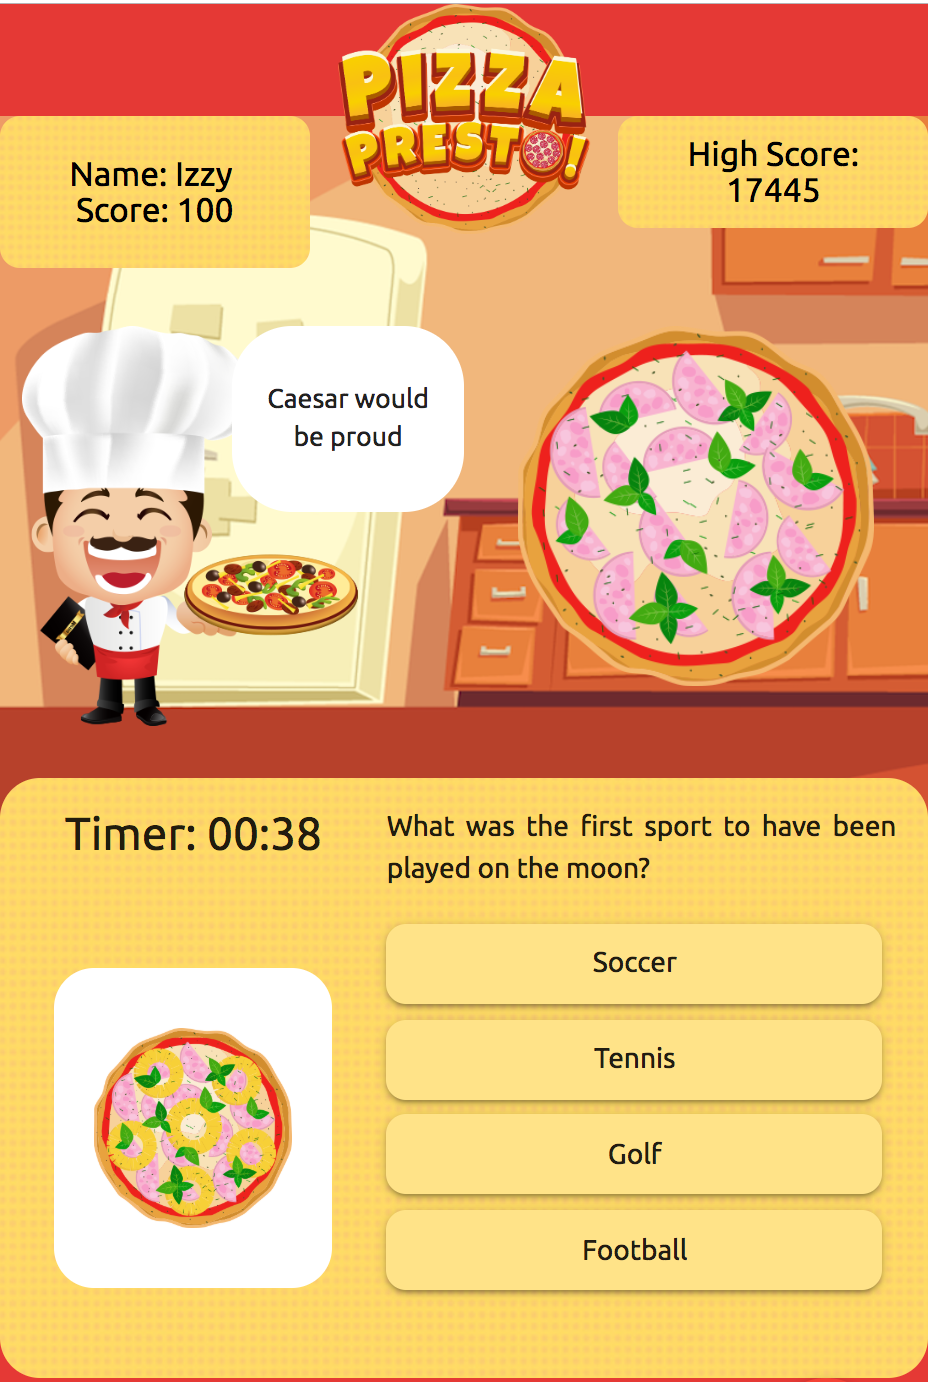 PIZZA
PRESTO!
Name: Izzy
Score: 100
High Score:
17445
Caesar would
be proud
Timer: 00:38
What was the first sport to have been
played on the moon?
Soccer
Tennis
Golf
Football